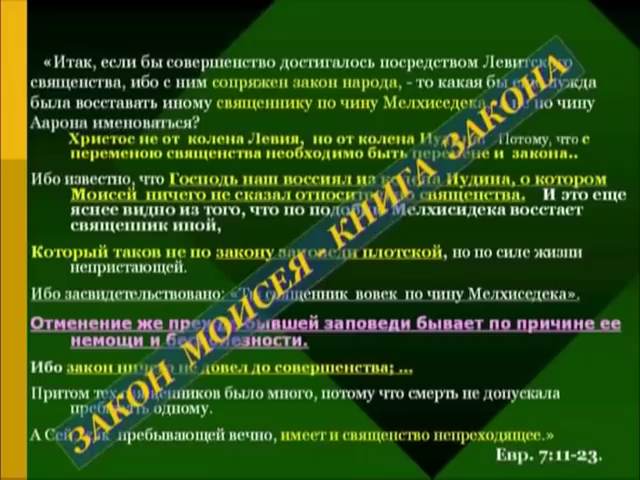 «Итак, если бы совершенство достигалось посредством Левитского
священства, ибо с ним сопряжен закон народа, - то какая бы нужда
была восставать иному священнику по чину Мелхиседека, а не по чину
Аарона именоваться?
Христос не от колена Левия, но от колена Иудина. Потому, что с
переменою священства необходимо быть перемене и закона..
Ибо известно, что Господь наш воссиял из колена Иудина, о котором
Моисей ничего не сказал относительно священства. И это еще
яснее видно из того, что по подобию Мелхисидека восстает
священник иной,
Который таков не по закону заповеди плотской, но по силе жизни
непристающей.
Ибо засвидетельствовано: «Ты священник вовек по чину Мелхиседека».
Отменение же прежде бывшей заповеди бывает по причине ее
немощи и бесполезности.
Ибо закон ничего не довел до совершенства; ...
Притом тех священников было много, потому что смерть не допускала
пребывать одному.
А Сей, как пребывающей вечно, имеет и священство непреходящее.»
Евр. 7:11-23.
ЗАКОН МОИСЕЯ - КНИГА ЗАКОНА